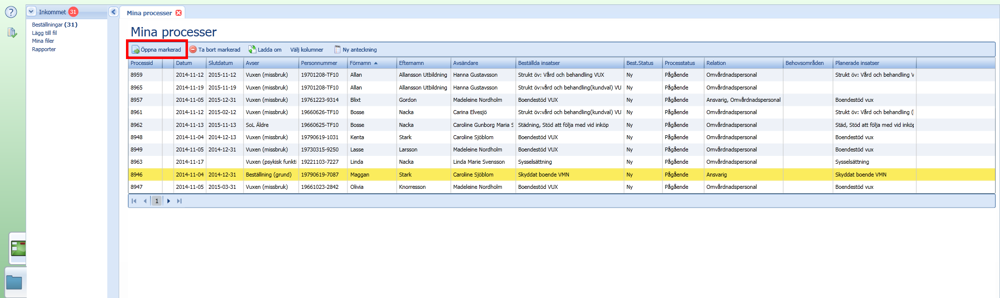 Inkommet 31
Beställningar (31)
Lägg till fil
Mina filer
Rapporter
Mina processer
Mina processer
Öppna markerad Ta bort markerad Ladda om Välj kolumner Ny anteckning
Processid Datum Slutdatum Avser Personnummer Förnamn Efternamn Avsändare Beställda insatser Best.Status Processtatus Relation Behovsområden Planerade insatser
8959 2014-11-12 2015-11-12 Vuxen (missbruk) 19701208-TF10 Allan Allansson Utbildning Hanna Gustavsson Strukt öv: Vård och behandling VUX Ny Pågående Omvårdnadspersonal Strukt öv: Vård och behandling V
8965 2014-11-19 2015-11-19 Vuxen (missbruk) 19701208-TF10 Allan Allansson Utbildning Hanna Gustavsson Strukt öv:vård och behandling(kundval) VU Ny Pågående Omvårdnadspersonal
8957 2014-11-05 2015-12-31 Vuxen (missbruk) 19761223-9314 Blixt Gordon Madeleine Nordholm Boendestöd VUX Ny Pågående Ansvarig, Omvårdnadspersonal Boendestöd vux
8961 2014-11-12 2015-02-12 Vuxen (missbruk) 19660626-TF10 Bosse Nacka Carina Elvesjö Strukt öv:vård och behandling(kundval) VU Ny Pågående Omvårdnadspersonal Strukt öv: Vård och behandling (
8962 2014-11-13 2015-11-13 SoL Äldre 19660625-TF10 Bosse Nacka Caroline Gunborg Maria S Städning, Stöd att följa med vid inköp Ny Pågående Omvårdnadspersonal Städ, Stöd att följa med vid inköp
8948 2014-11-04 2014-12-13 Vuxen (missbruk) 19790619-1031 Kenta Stark Caroline Sjöblom Boendestöd VUX Ny Pågående Omvårdnadspersonal Boendestöd vux
8949 2014-11-05 2014-12-31 Vuxen (missbruk) 19730315-9250 Lasse Larsson Madeleine Nordholm Boendestöd VUX Ny Pågående Omvårdnadspersonal Boendestöd vux
8963 2014-11-17 Vuxen (psykisk funkti 19221103-7227 Linda Nacka Linda Marie Svensson Sysselsättning Ny Pågående Omvårdnadspersonal Sysselsättning
8946 2014-11-04 2014-12-31 Beställning (grund) 19790619-7087 Maggan Stark Caroline Sjöblom Skyddat boende VMN Ny Pågående Ansvarig Skyddat boende VMN
8947 2014-11-05 2015-03-31 Vuxen (missbruk) 19661023-2842 Olivia Knorresson Madeleine Nordholm Boendestöd VUX Ny Pågående Omvårdnadspersonal Boendestöd vux
1